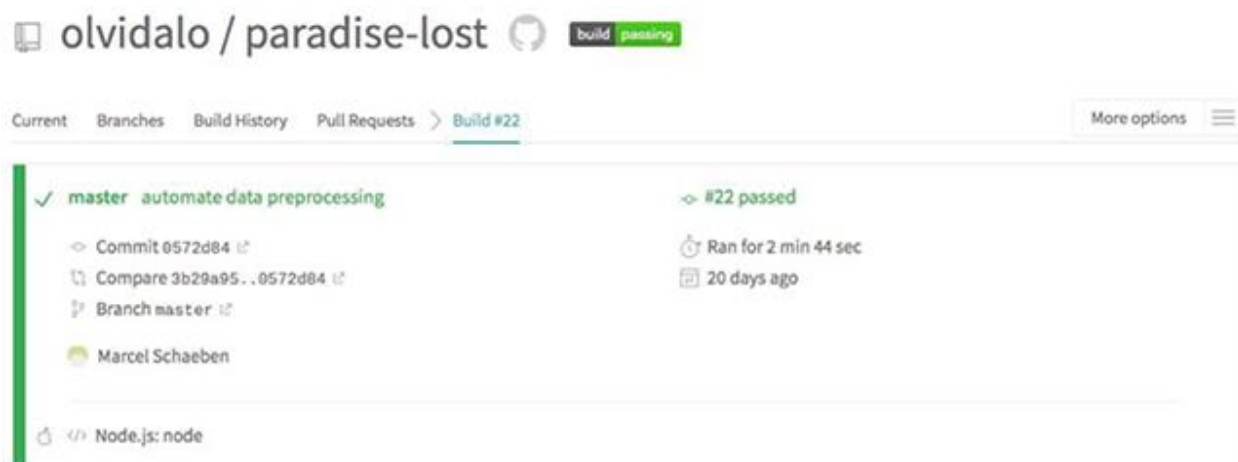 olvidalo / paradise-lost build passing
Current Branches Build History Pull Requests Build #22 More options
master automate data preprocessing #22 passed
Commit 0572d84 Ran for 2 min 44 sec
Compare 3b29a95..0572d84 20 days ago
Branch master
Marcel Schaeben
</> Node.js: node